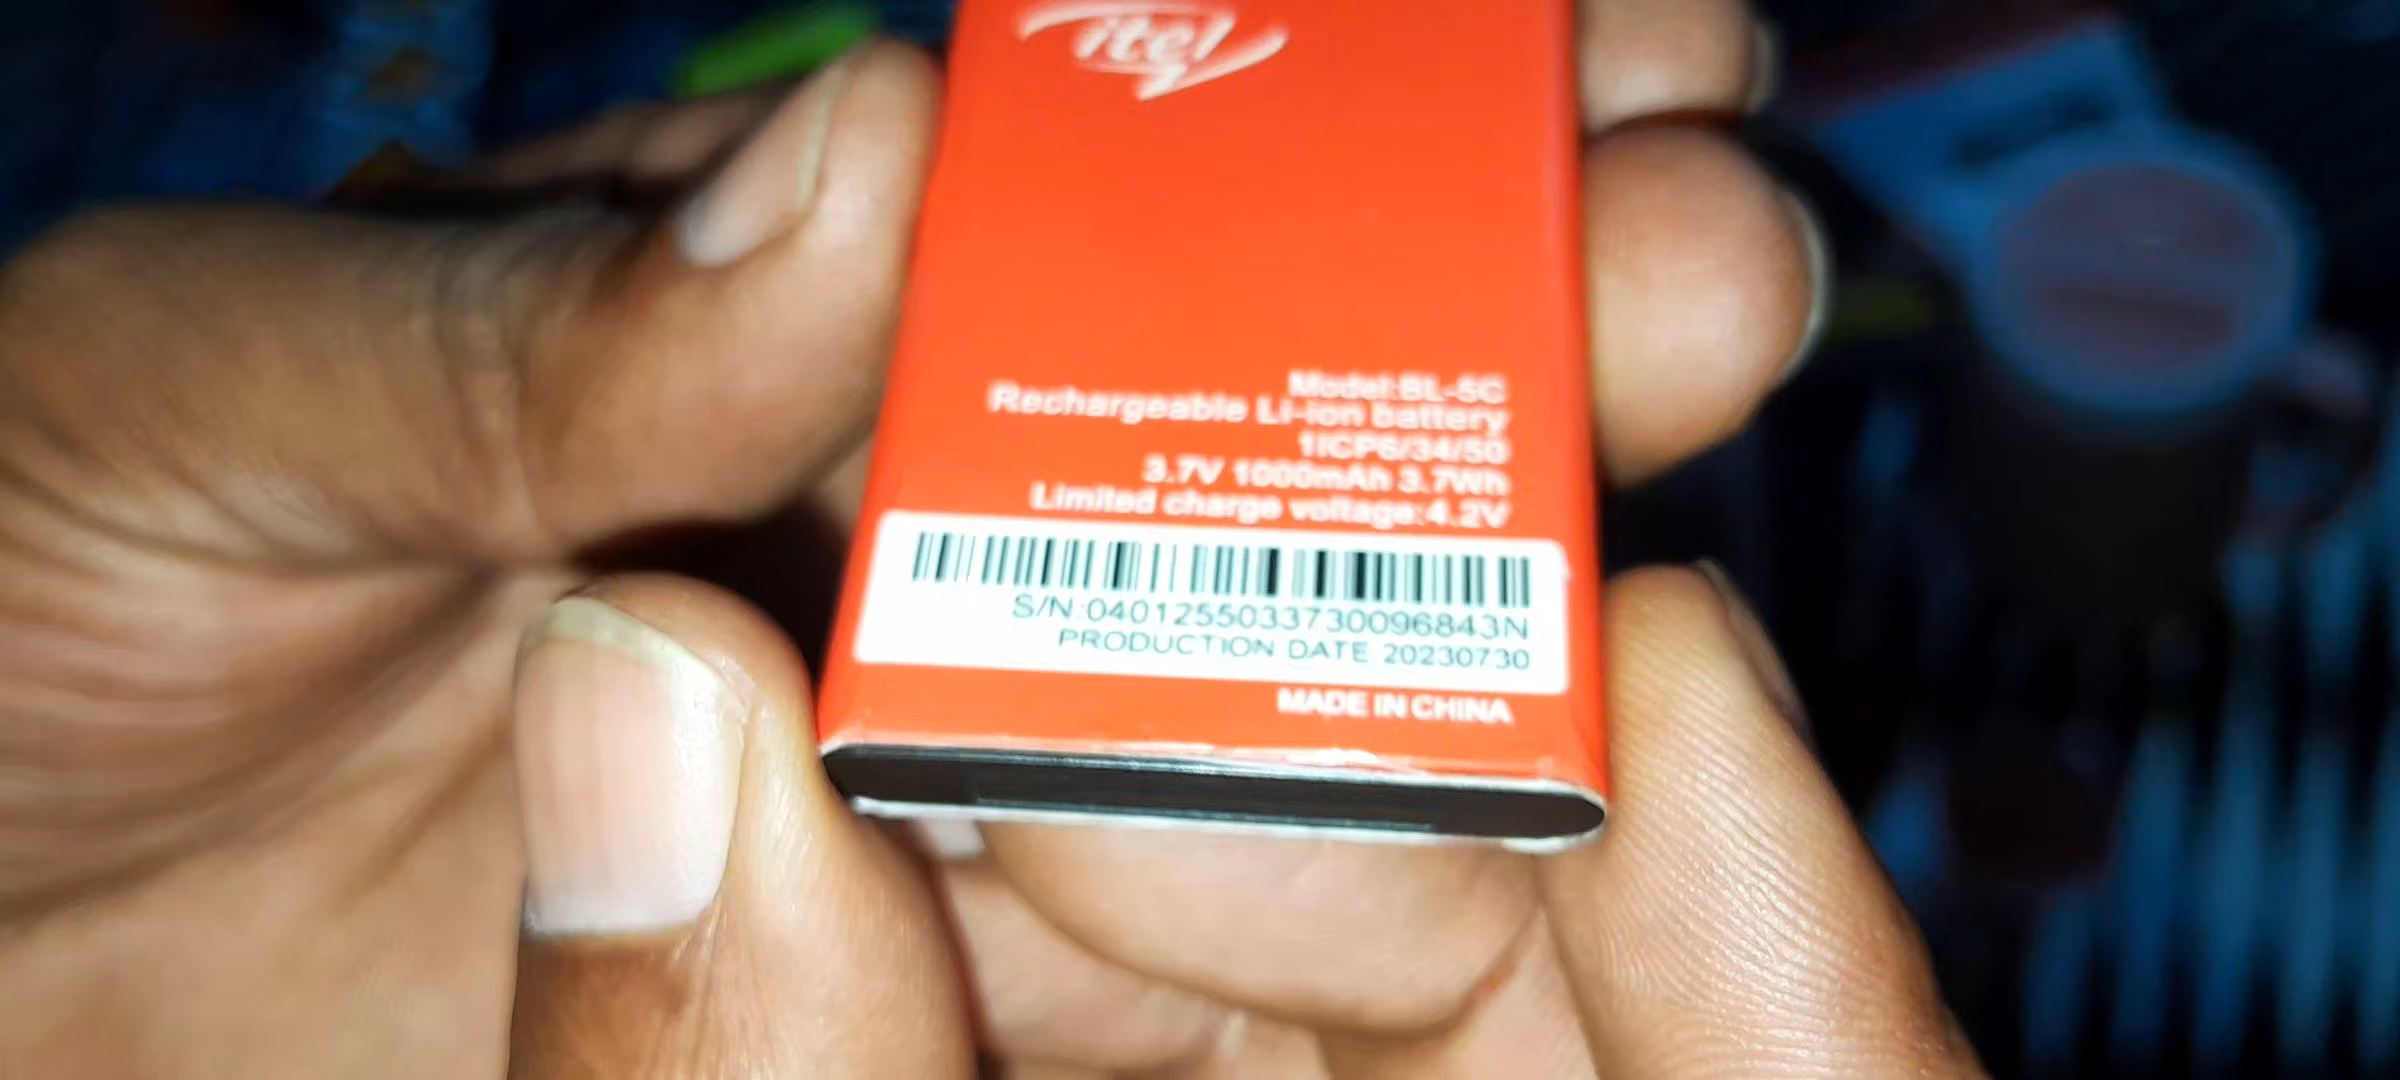 itel
Model:BL-5C
Rechargeable Li-ion battery
1ICP6/34/50
3.7V 1000mAh 3.7Wh
Limited charge voltage:4.2V
S/N:0401255033730096843N
PRODUCTION DATE 20230730
MADE IN CHINA